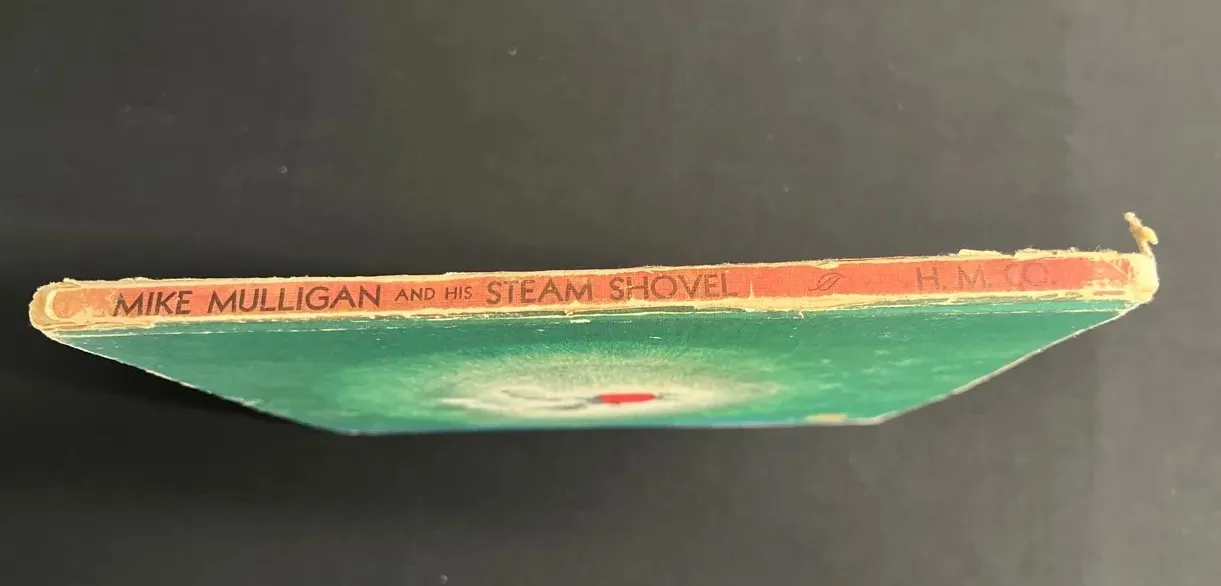 MIKE MULLIGAN AND HIS STEAM SHOVEL H. M. CO.